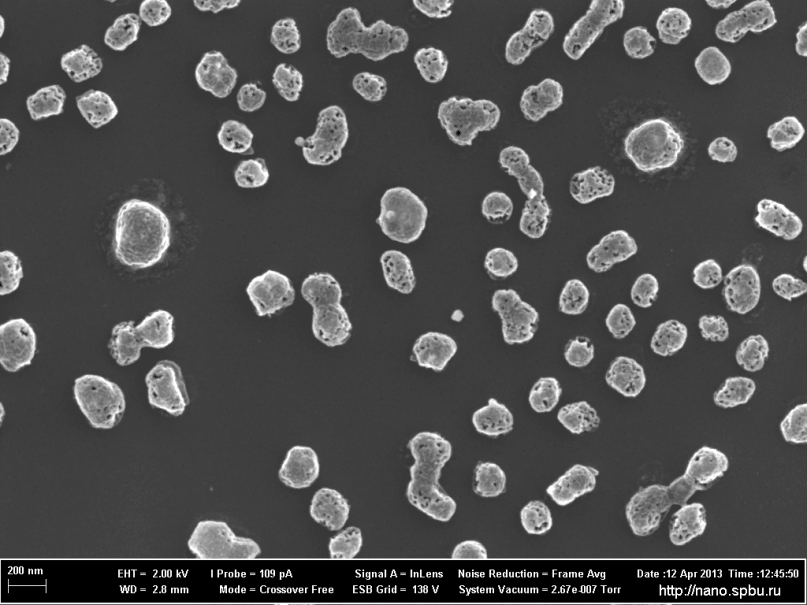 200 nm
EHT = 2.00 kV I Probe = 109 pA Signal A = InLens Noise Reduction = Frame Avg Date :12 Apr 2013 Time :12:45:50
WD = 2.8 mm Mode = Crossover Free ESB Grid = 138 V System Vacuum = 2.67e-007 Torr http://nano.spbu.ru